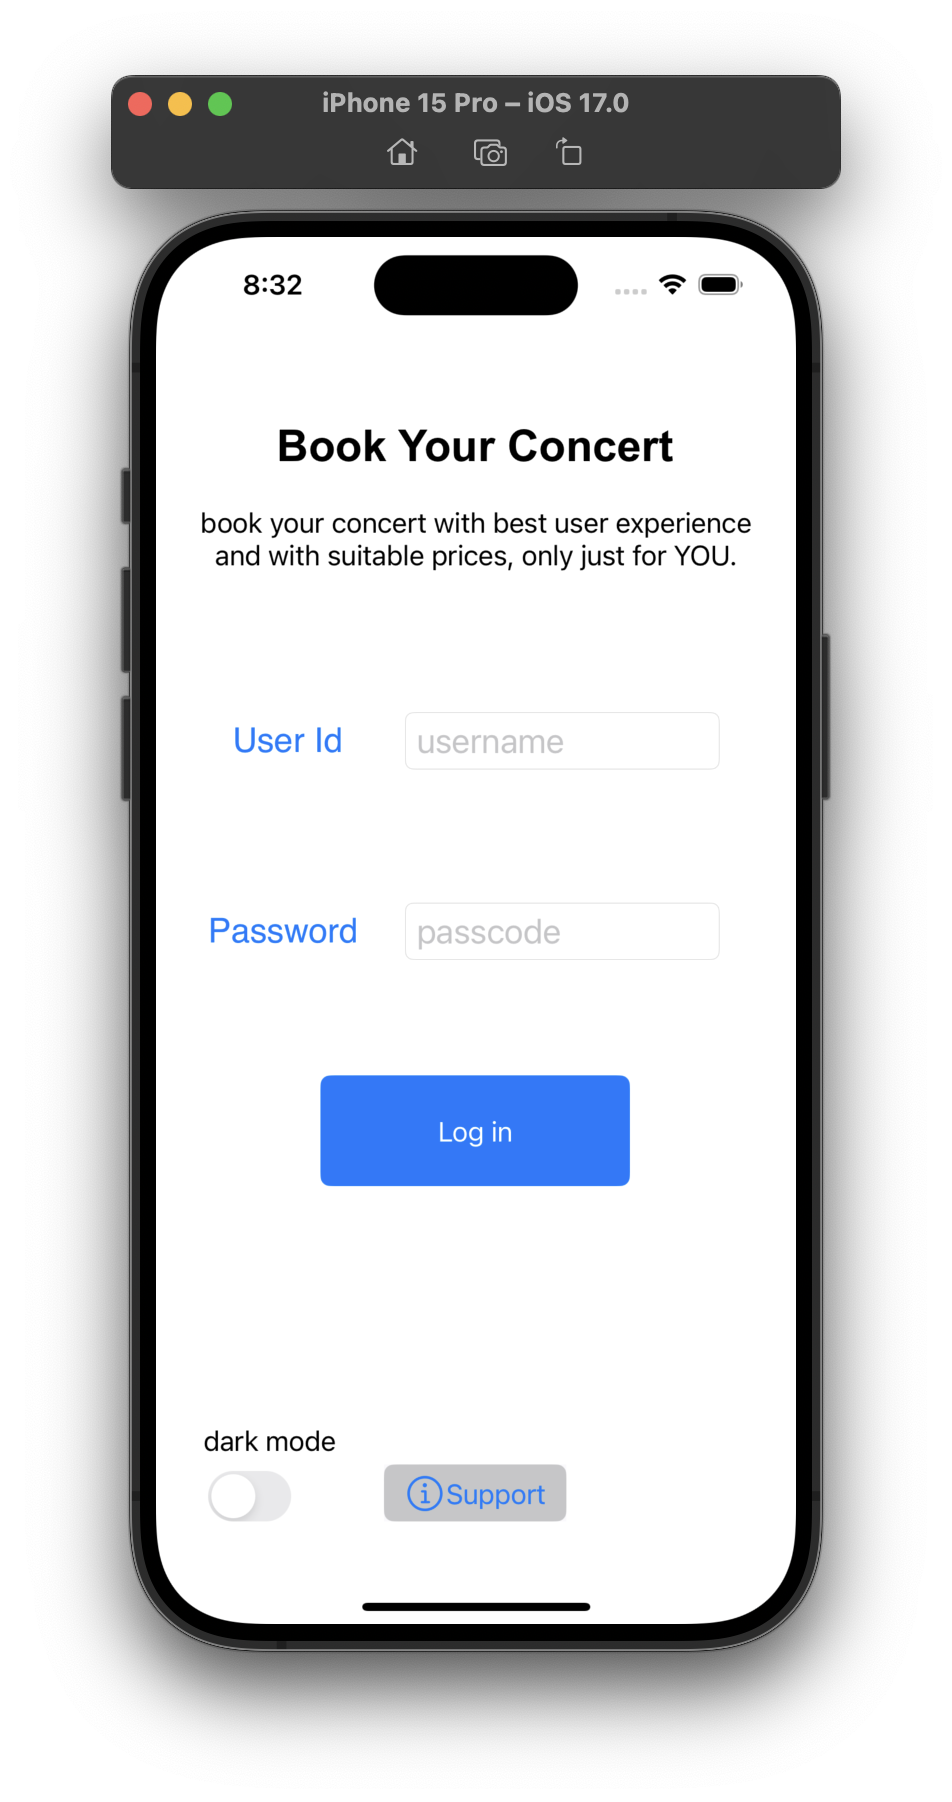 iPhone 15 Pro – iOS 17.0
8:32
Book Your Concert
book your concert with best user experience
and with suitable prices, only just for YOU.
User Id
username
Password
passcode
Log in
dark mode
Support